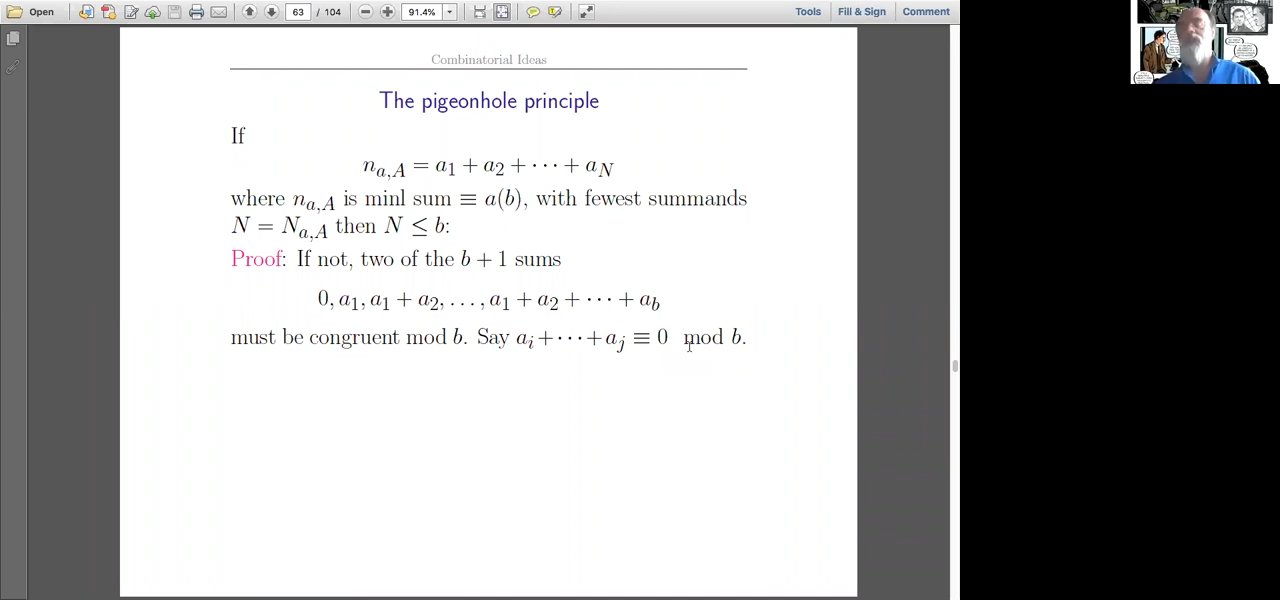 Open 63 / 104 91.4% Tools Fill & Sign Comment
Combinatorial Ideas
The pigeonhole principle
If
n_{a,A} = a_1 + a_2 + ⋯ + a_N
where n_{a,A} is minl sum ≡ a(b), with fewest summands
N = N_{a,A} then N ≤ b:
Proof: If not, two of the b + 1 sums
0, a_1, a_1 + a_2, . . . , a_1 + a_2 + ⋯ + a_b
must be congruent mod b. Say a_i + ⋯ + a_j ≡ 0 mod b.